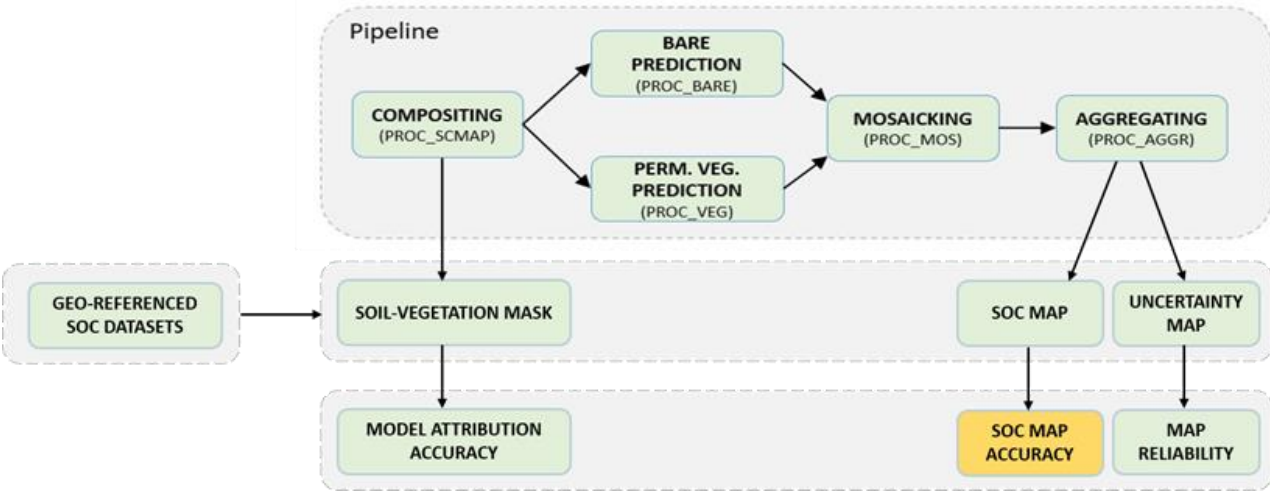 Pipeline
BARE
PREDICTION
(PROC_BARE)
COMPOSITING
(PROC_SCMAP)
MOSAICKING
(PROC_MOS)
AGGREGATING
(PROC_AGGR)
PERM. VEG.
PREDICTION
(PROC_VEG)
GEO-REFERENCED
SOC DATASETS
SOIL-VEGETATION MASK
SOC MAP
UNCERTAINTY
MAP
MODEL ATTRIBUTION
ACCURACY
SOC MAP
ACCURACY
MAP
RELIABILITY